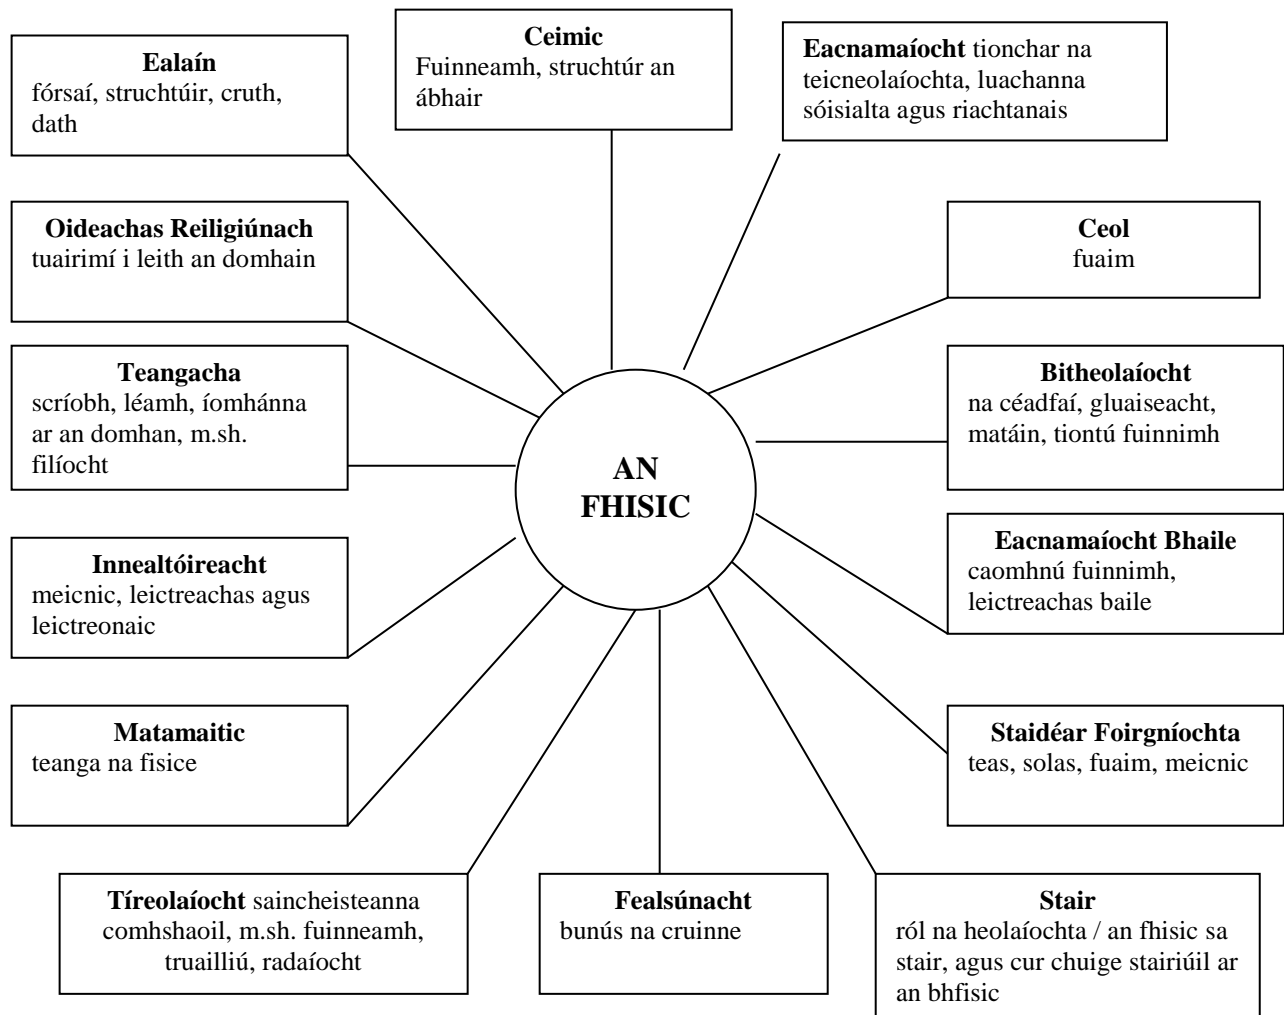 Ealaín
fórsaí, struchtúir, cruth,
dath
Ceimic
Fuinneamh, struchtúr an
ábhair
Eacnamaíocht tionchar na
teicneolaíochta, luachanna
sóisialta agus riachtanais
Oideachas Reiligiúnach
tuairimí i leith an domhain
Ceol
fuaim
Teangacha
scríobh, léamh, íomhánna
ar an domhan, m.sh.
filíocht
Bitheolaíocht
na céadfaí, gluaiseacht,
matáin, tiontú fuinnimh
AN
FHISIC
Innealtóireacht
meicnic, leictreachas agus
leictreonaic
Eacnamaíocht Bhaile
caomhnú fuinnimh,
leictreachas baile
Matamaitic
teanga na fisice
Staidéar Foirgníochta
teas, solas, fuaim, meicnic
Tíreolaíocht saincheisteanna
comhshaoil, m.sh. fuinneamh,
truailliú, radaíocht
Fealsúnacht
bunús na cruinne
Stair
ról na heolaíochta / an fhisic sa
stair, agus cur chuige stairiúil ar
an bhfisic